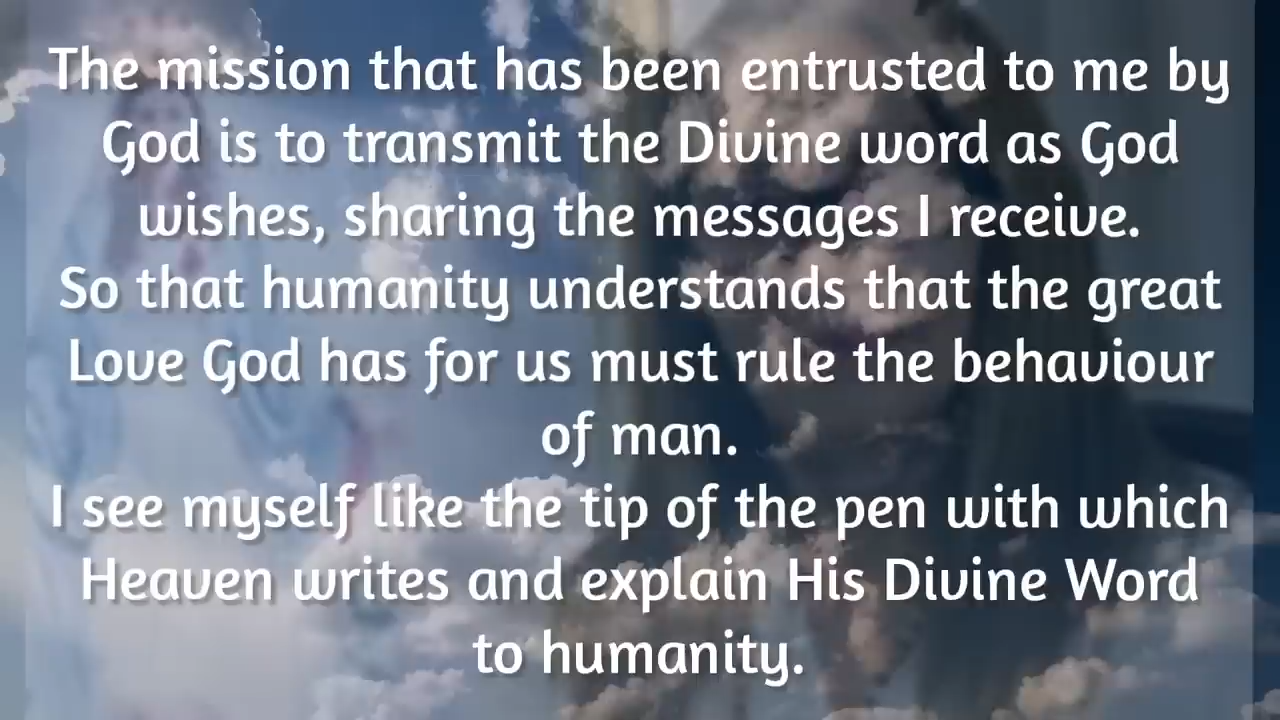 The mission that has been entrusted to me by
God is to transmit the Divine word as God
wishes, sharing the messages I receive.
So that humanity understands that the great
Love God has for us must rule the behaviour
of man.
I see myself like the tip of the pen with which
Heaven writes and explain His Divine Word
to humanity.